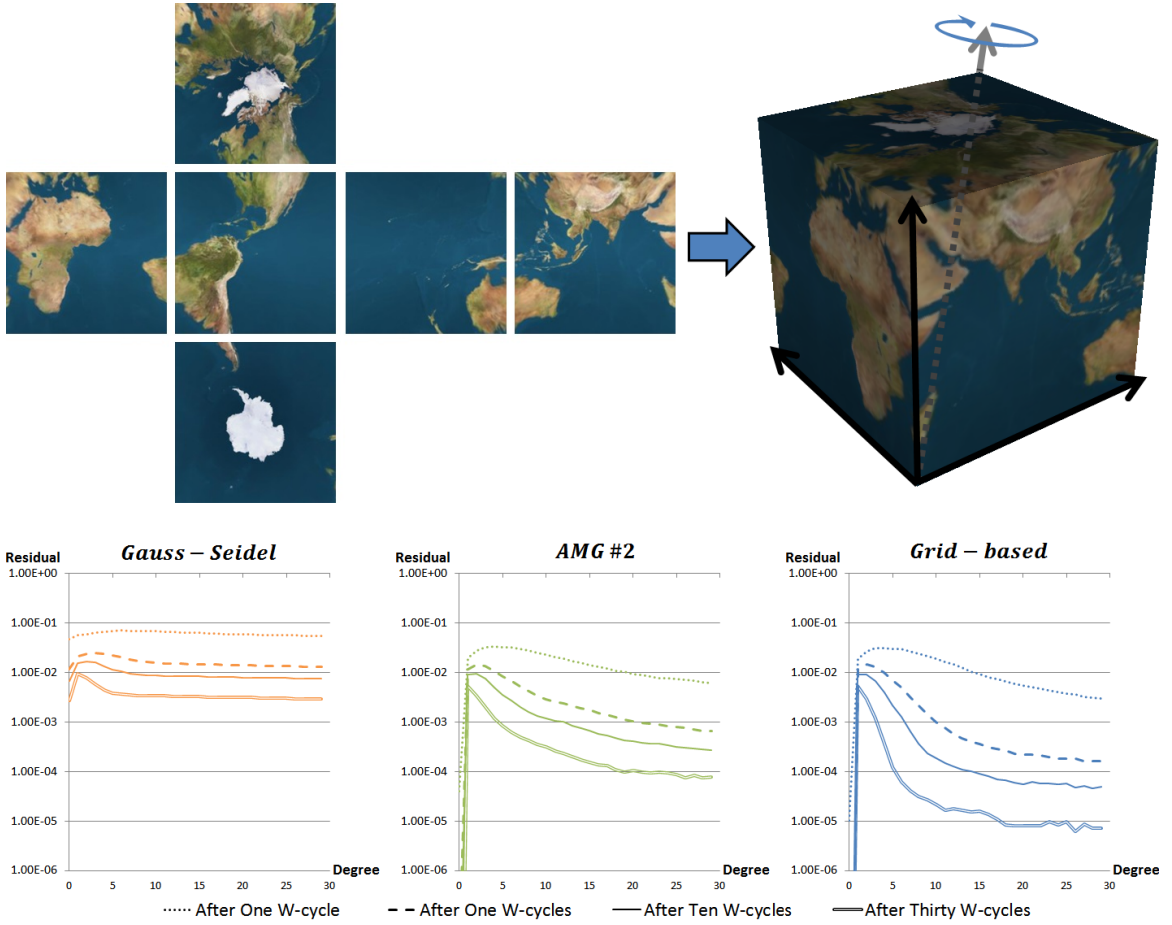 Gauss – Seidel
AMG #2
Grid – based
Residual
1.00E+00
1.00E-01
1.00E-02
1.00E-03
1.00E-04
1.00E-05
1.00E-06
0 5 10 15 20 25 30
Degree
Residual
1.00E+00
1.00E-01
1.00E-02
1.00E-03
1.00E-04
1.00E-05
1.00E-06
0 5 10 15 20 25 30
Degree
Residual
1.00E+00
1.00E-01
1.00E-02
1.00E-03
1.00E-04
1.00E-05
1.00E-06
0 5 10 15 20 25 30
Degree
After One W-cycle After One W-cycles After Ten W-cycles After Thirty W-cycles